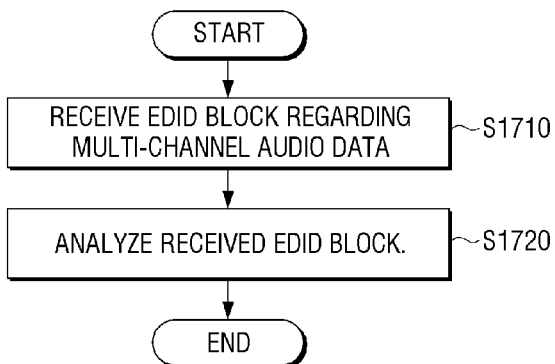 START
RECEIVE EDID BLOCK REGARDING
MULTI-CHANNEL AUDIO DATA
S1710
ANALYZE RECEIVED EDID BLOCK.
S1720
END